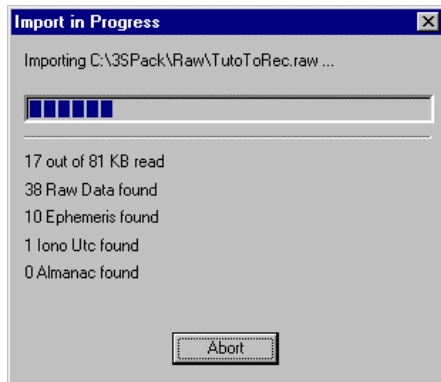 Import in Progress
Importing C:\3SPack\Raw\TutoToRec.raw ...
17 out of 81 KB read
38 Raw Data found
10 Ephemeris found
1 Iono Utc found
0 Almanac found
Abort